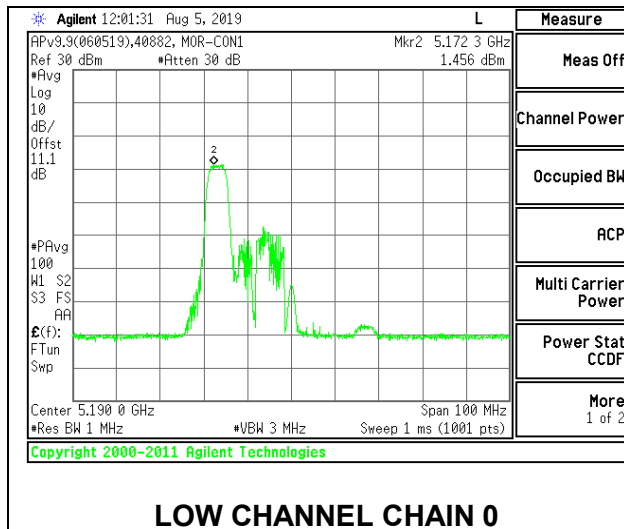 Agilent 12:01:31 Aug 5, 2019 L
APv9.9(060519),40882, MOR-CON1 Mkr2 5.172 3 GHz
Ref 30 dBm #Atten 30 dB 1.456 dBm
#Avg
Log
10
dB/
Offst
11.1
dB
2
#PAvg
100
W1 S2
S3 FS
AA
£(f):
FTun
Swp
Center 5.190 0 GHz Span 100 MHz
#Res BW 1 MHz #VBW 3 MHz Sweep 1 ms (1001 pts)
Copyright 2000-2011 Agilent Technologies
Measure
Meas Off
Channel Power
Occupied BW
ACP
Multi Carrier
Power
Power Stat
CCDF
More
1 of 2
LOW CHANNEL CHAIN 0